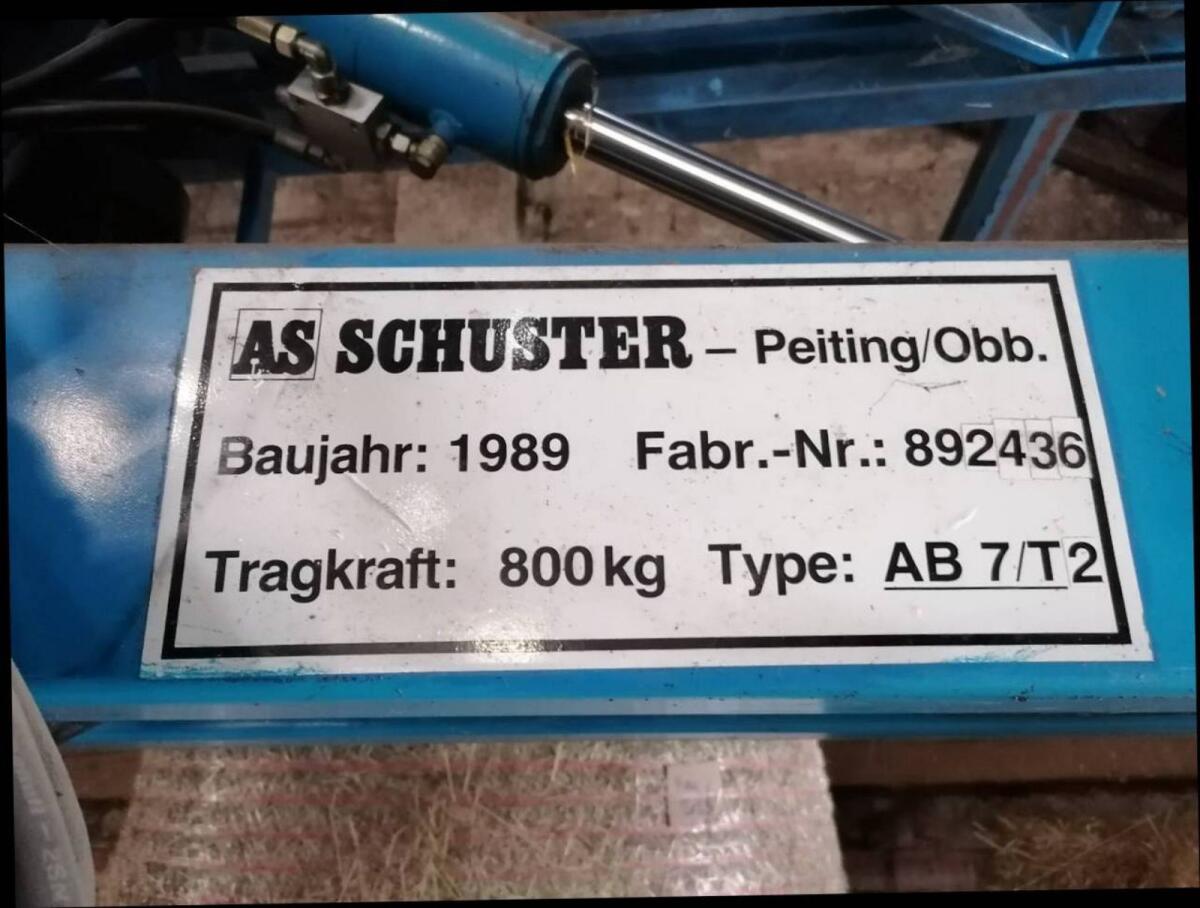 AS SCHUSTER – Peiting/Obb.
Baujahr: 1989 Fabr.-Nr.: 892436
Tragkraft: 800 kg Type: AB 7/T2